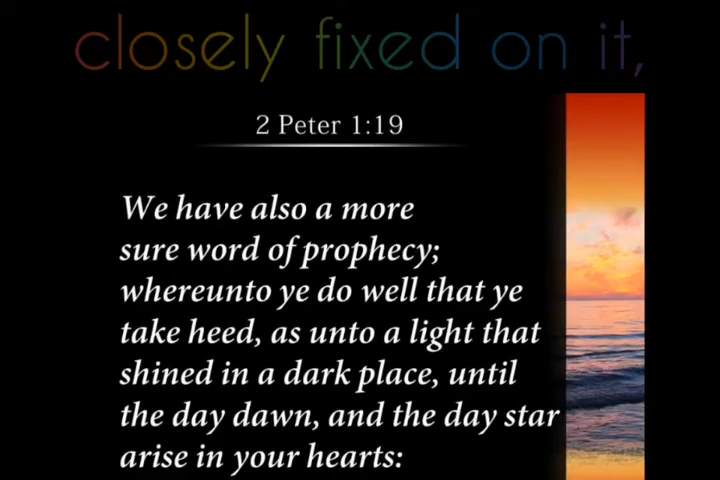 closely fixed on it,
2 Peter 1:19
We have also a more
sure word of prophecy;
whereunto ye do well that ye
take heed, as unto a light that
shined in a dark place, until
the day dawn, and the day star
arise in your hearts: